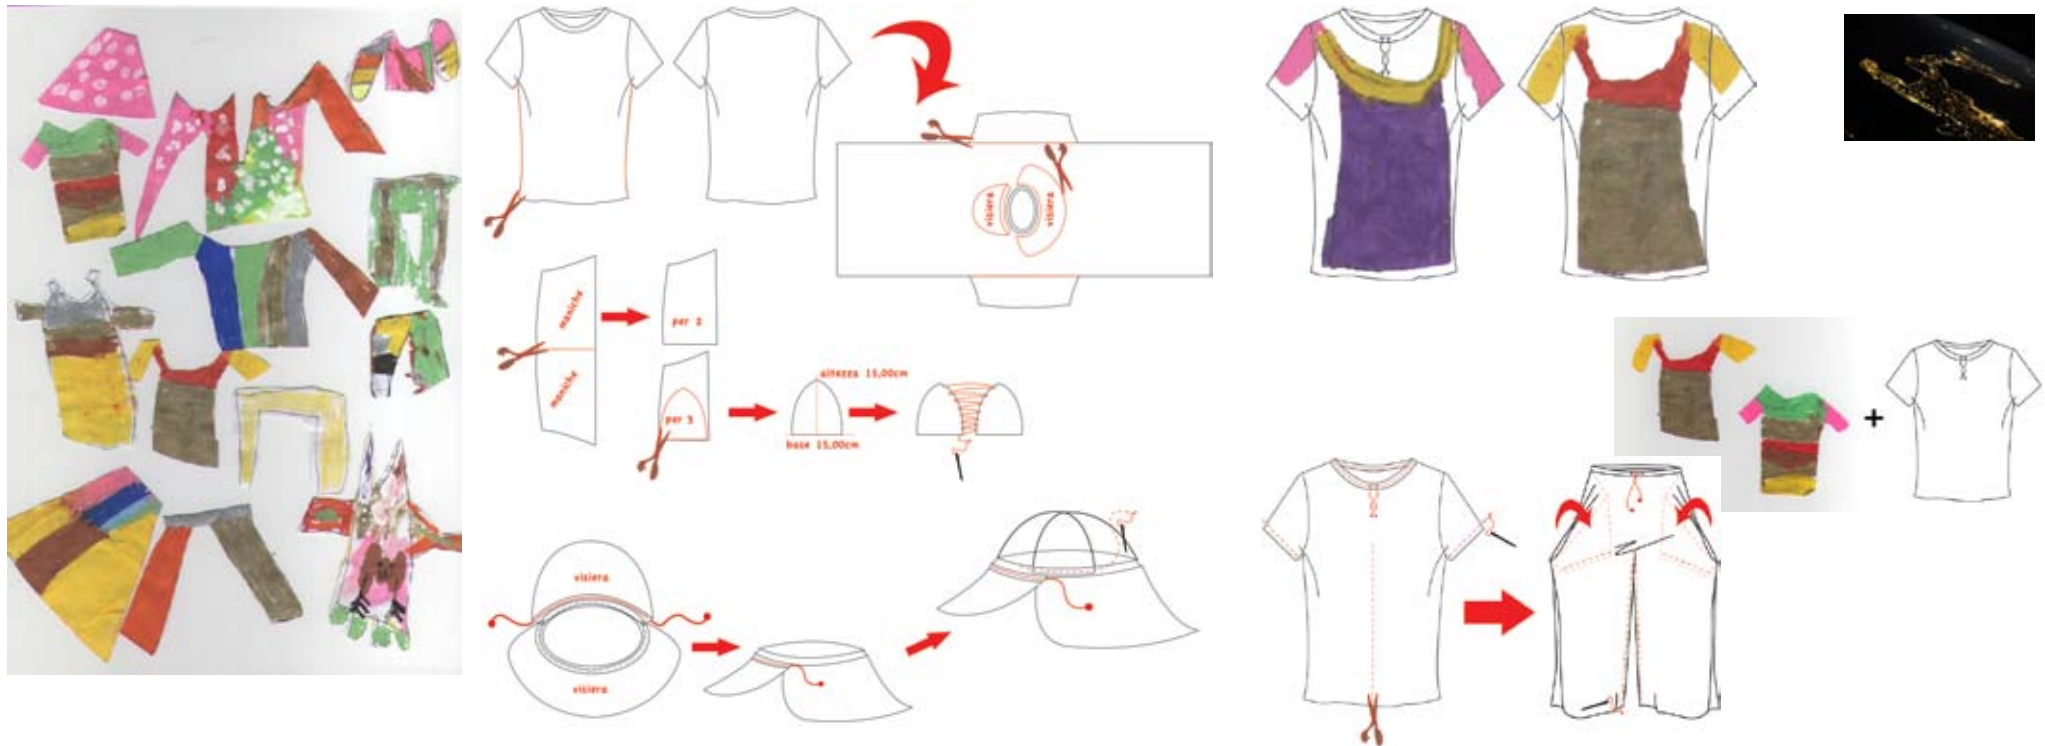 visiera
visiera
maniche
maniche
per 2
per 3
altezza 15,00cm
base 15,00cm
visiera
visiera
+